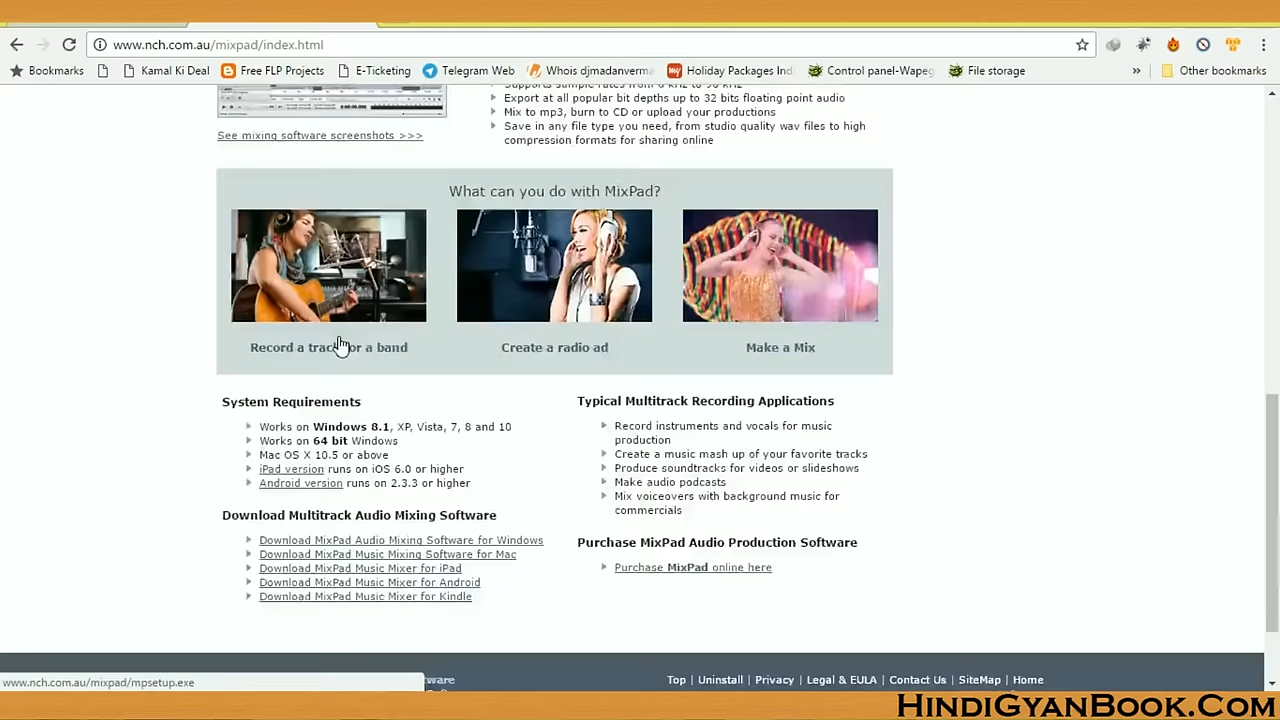 www.nch.com.au/mixpad/index.html
Bookmarks
Kamal Ki Deal
Free FLP Projects
E-Ticketing
Telegram Web
Whois djmadanverma
Holiday Packages Ind
Control panel-Wapeg
File storage
»
Other bookmarks
Export at all popular bit depths up to 32 bits floating point audio
Mix to mp3, burn to CD or upload your productions
Save in any file type you need, from studio quality wav files to high
compression formats for sharing online
See mixing software screenshots >>>
What can you do with MixPad?
Record a track for a band
Create a radio ad
Make a Mix
System Requirements
Works on Windows 8.1, XP, Vista, 7, 8 and 10
Works on 64 bit Windows
Mac OS X 10.5 or above
iPad version runs on iOS 6.0 or higher
Android version runs on 2.3.3 or higher
Download Multitrack Audio Mixing Software
Download MixPad Audio Mixing Software for Windows
Download MixPad Music Mixing Software for Mac
Download MixPad Music Mixer for iPad
Download MixPad Music Mixer for Android
Download MixPad Music Mixer for Kindle
Typical Multitrack Recording Applications
Record instruments and vocals for music
production
Create a music mash up of your favorite tracks
Produce soundtracks for videos or slideshows
Make audio podcasts
Mix voiceovers with background music for
commercials
Purchase MixPad Audio Production Software
Purchase MixPad online here
Top | Uninstall | Privacy | Legal & EULA | Contact Us | SiteMap | Home
www.nch.com.au/mixpad/mpsetup.exe
HindiGyanBook.Com